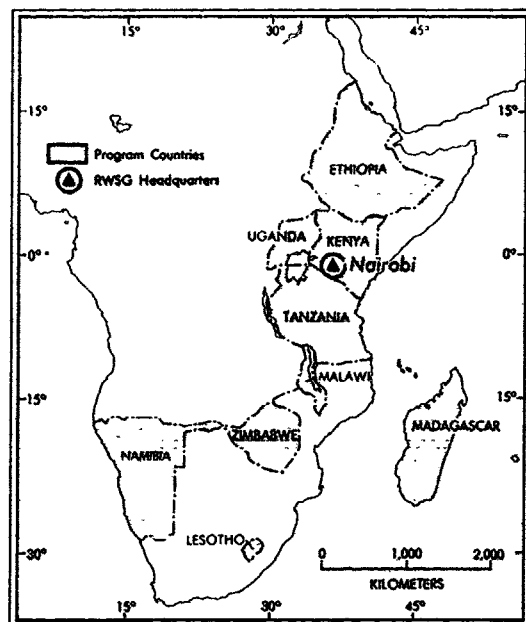 15° 30° 45°
15° 15°
Program Countries
RWSG Headquarters
ETHIOPIA
UGANDA KENYA
0° 0°
Nairobi
TANZANIA
MALAWI
15° 15°
MADAGASCAR
ZIMBABWE
NAMIBIA
LESOTHO
30° 30°
0 1,000 2,000
KILOMETERS
15° 30° 45°